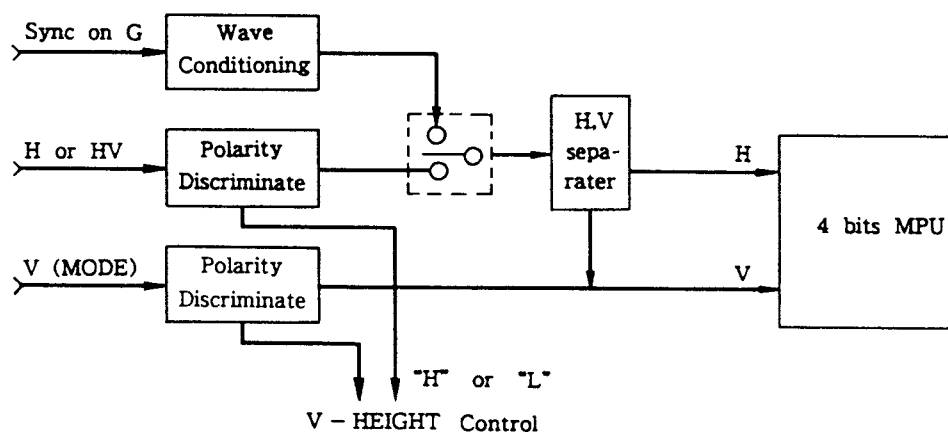 Sync on G
Wave
Conditioning
H or HV
Polarity
Discriminate
H,V
sepa-
rater
H
4 bits MPU
V (MODE)
Polarity
Discriminate
V
"H" or "L"
V - HEIGHT Control